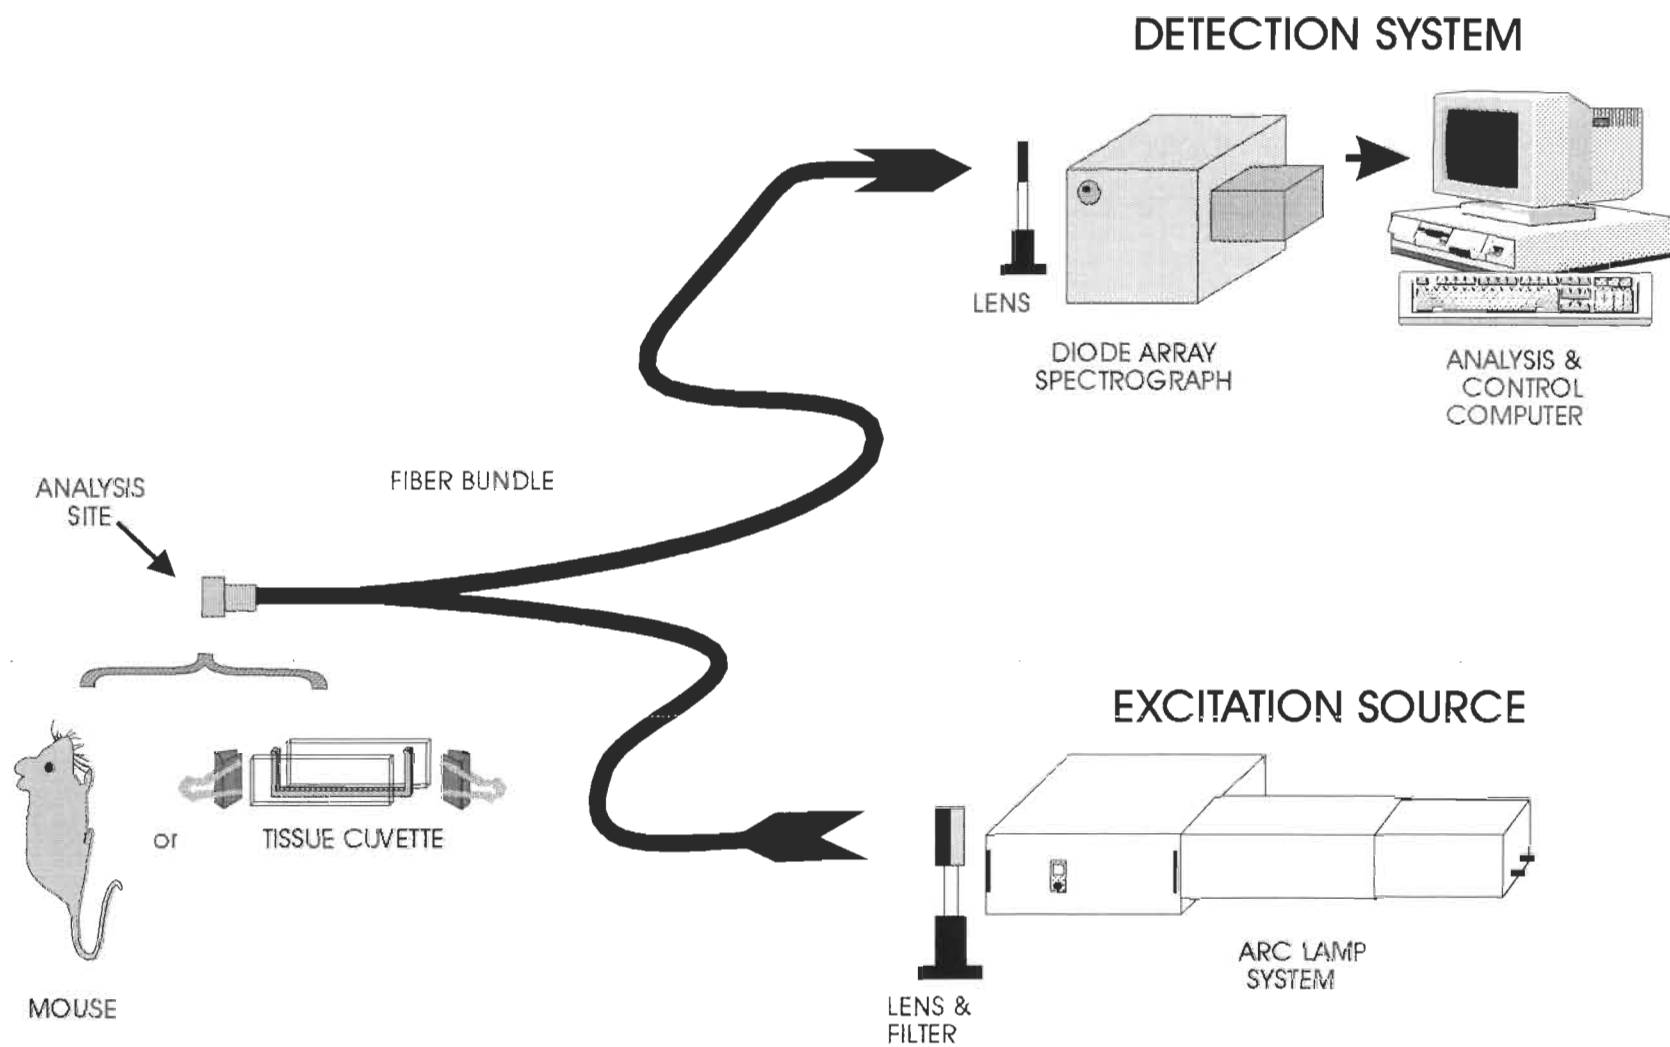 DETECTION SYSTEM
LENS
DIODE ARRAY
SPECTROGRAPH
ANALYSIS &
CONTROL
COMPUTER
ANALYSIS
SITE
FIBER BUNDLE
EXCITATION SOURCE
or
TISSUE CUVETTE
MOUSE
LENS &
FILTER
ARC LAMP
SYSTEM